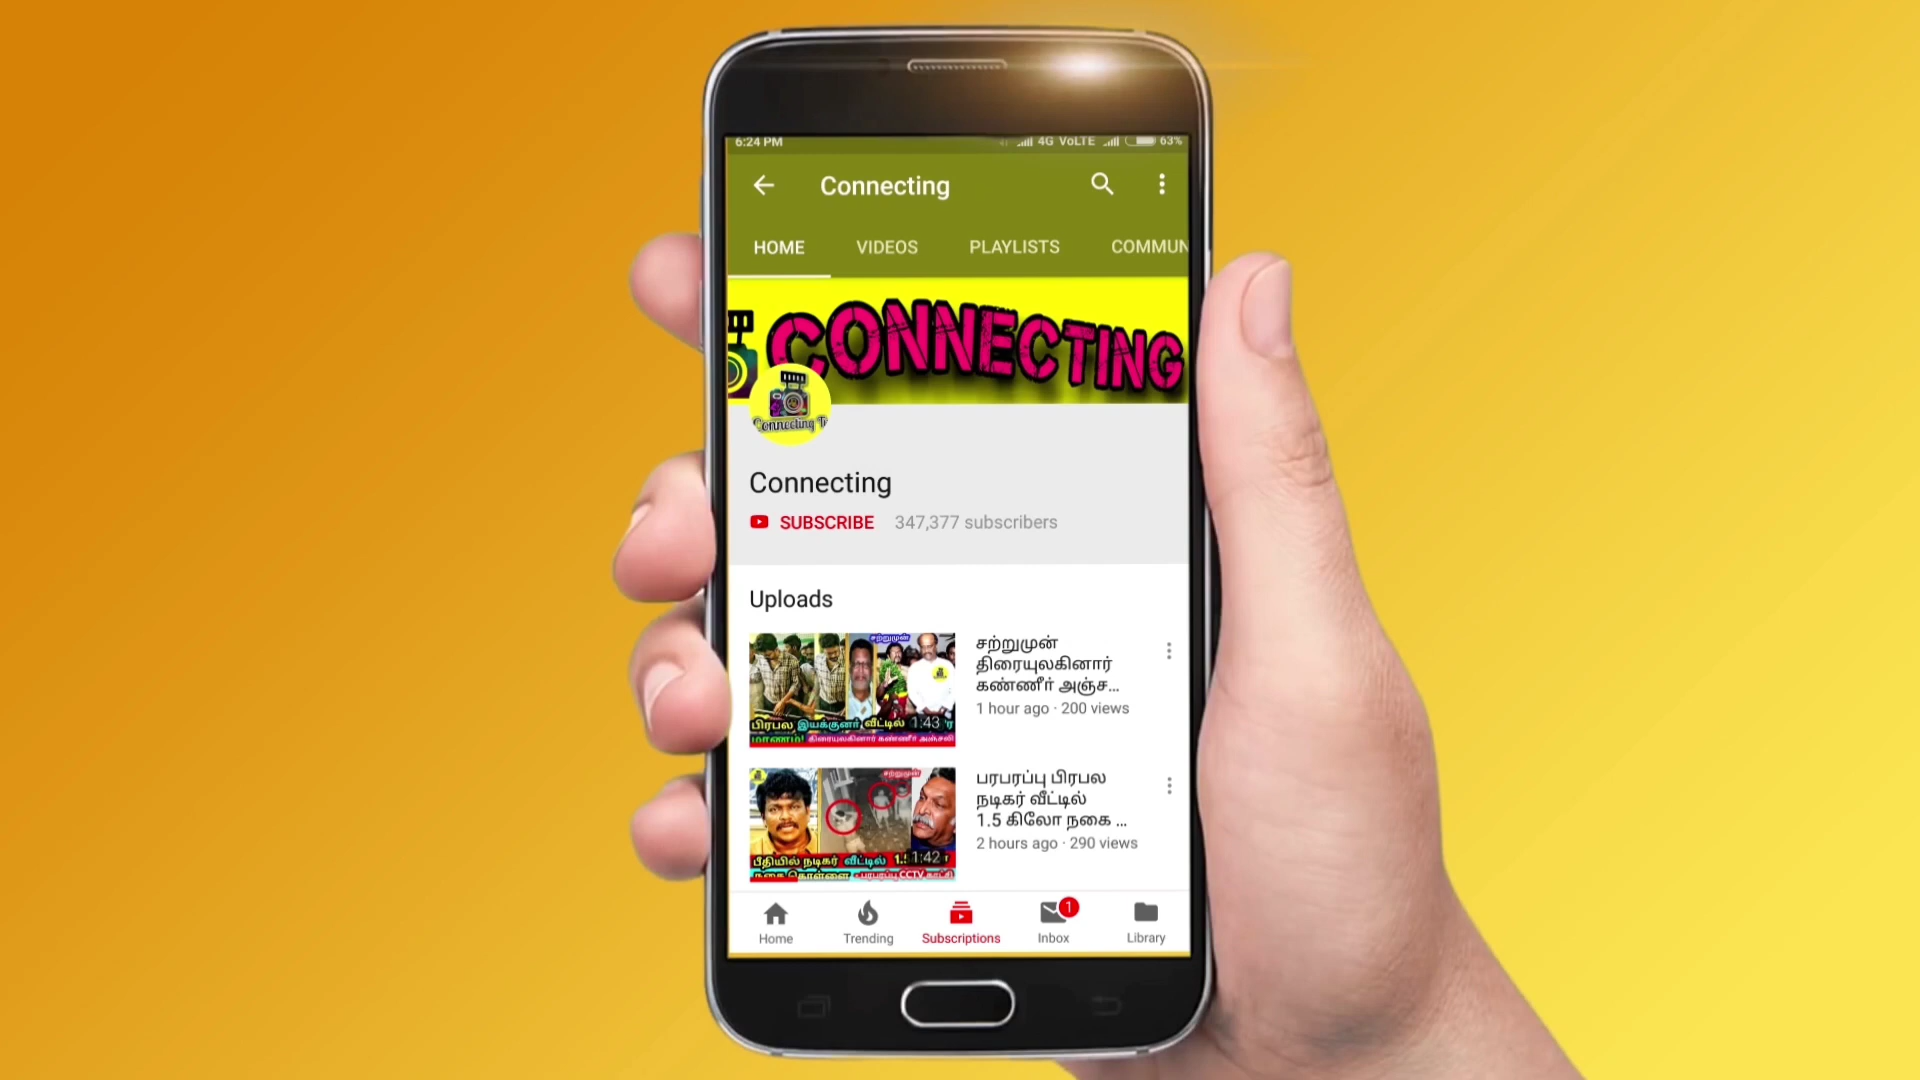 6:24 PM
4G VoLTE
63%
Connecting
HOME
VIDEOS
PLAYLISTS
COMMUN
CONNECTING
Connecting
Connecting
SUBSCRIBE
347,377 subscribers
Uploads
சற்றுமுன்
பிரபல இயக்குனர் வீட்டில்
1:43
மரணம்! திரையுலகினர் கண்ணீர் அஞ்சலி
சற்றுமுன்
திரையுலகினார்
கண்ணீர் அஞ்ச...
1 hour ago · 200 views
சற்றுமுன்
பீதியில் நடிகர் வீட்டில்
1:42
நகை கொள்ளை - பரபரப்பு CCTV காட்சி
பரபரப்பு பிரபல
நடிகர் வீட்டில்
1.5 கிலோ நகை ...
2 hours ago · 290 views
Home
Trending
Subscriptions
1
Inbox
Library